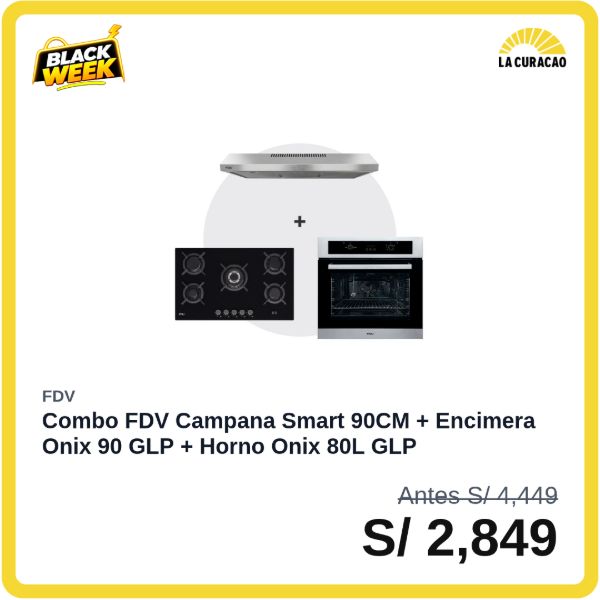 BLACK
WEEK
LA CURACAO
+
FDV
Combo FDV Campana Smart 90CM + Encimera
Onix 90 GLP + Horno Onix 80L GLP
Antes S/ 4,449
S/ 2,849